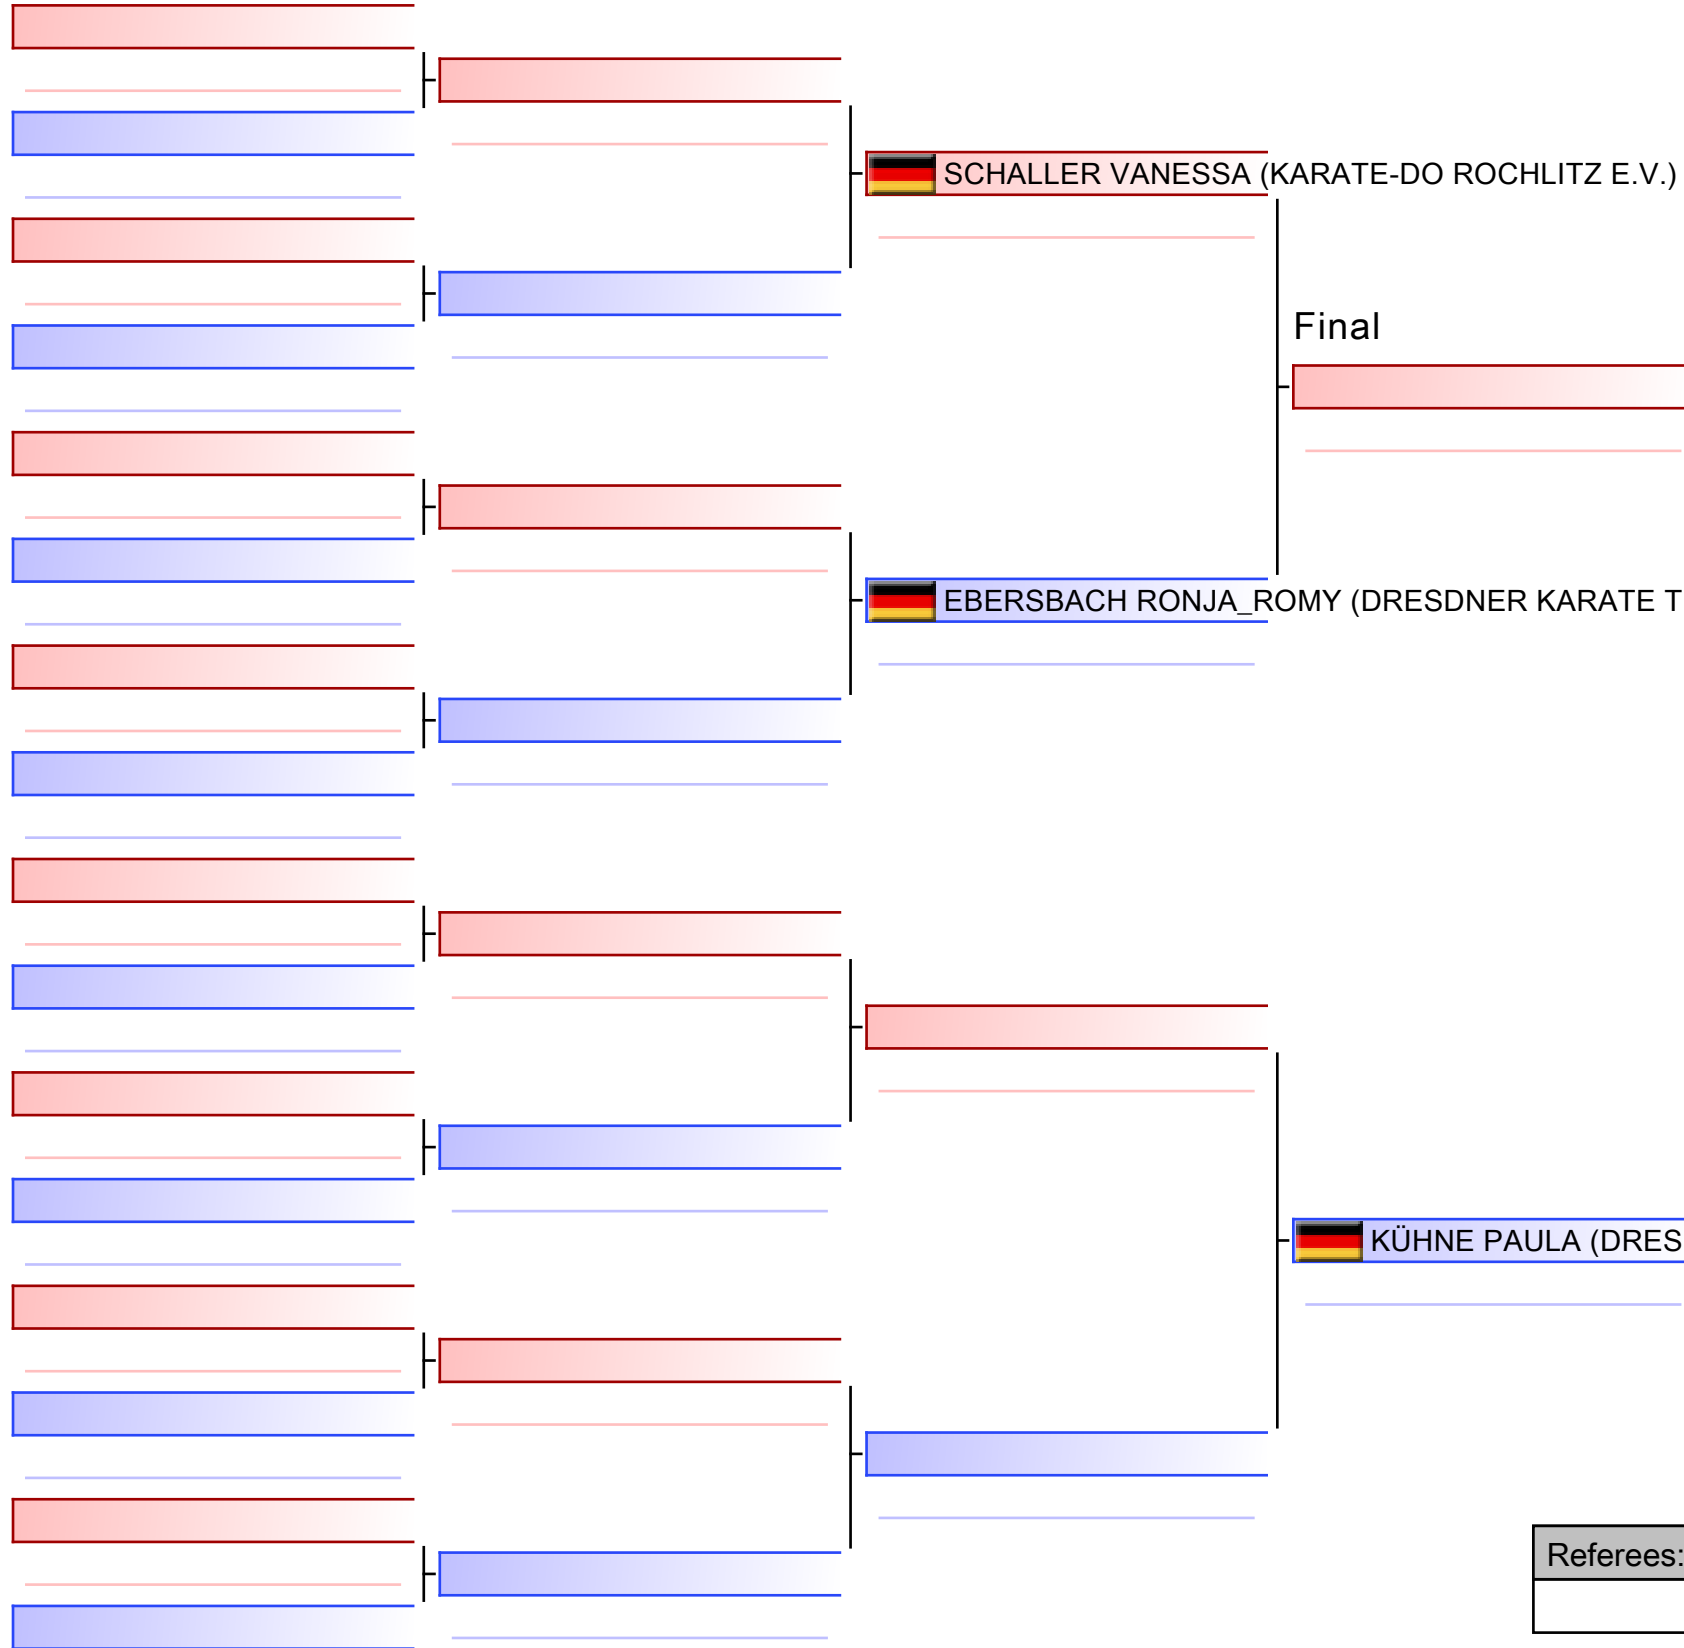 SCHALLER VANESSA (KARATE-DO ROCHLITZ E.V.)
Final
EBERSBACH RONJA_ROMY (DRESDNER KARATE T
KÜHNE PAULA (DRES
Referees: